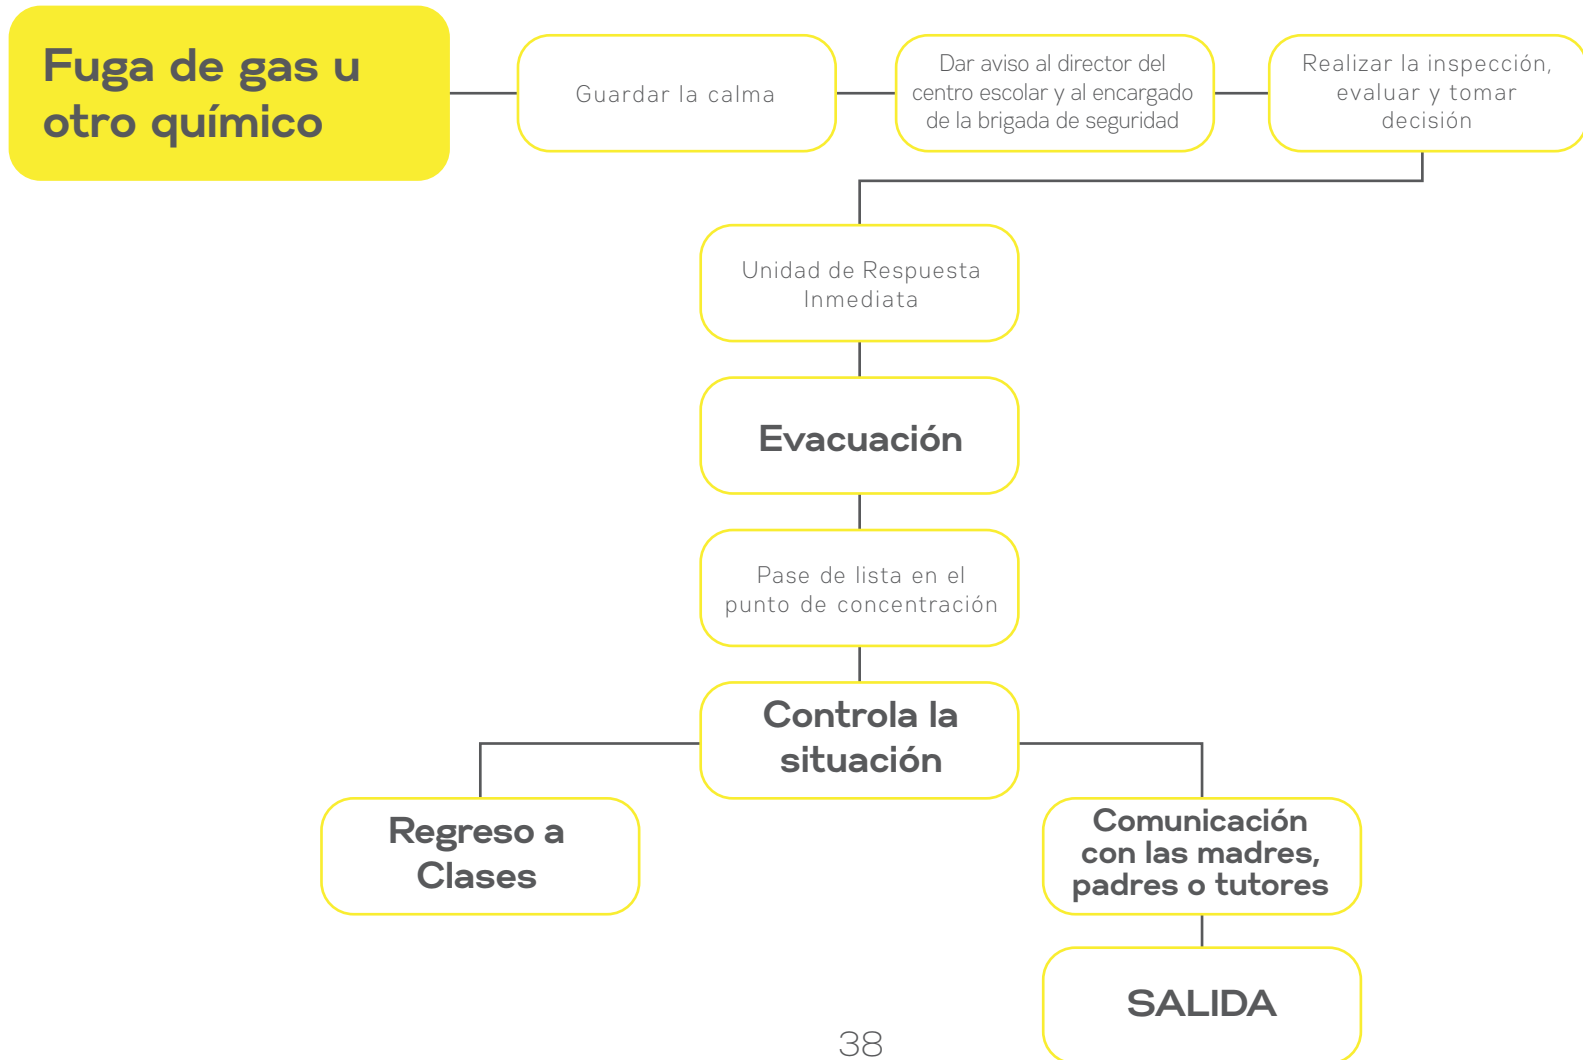 Fuga de gas u
otro químico
Guardar la calma
Dar aviso al director del
centro escolar y al encargado
de la brigada de seguridad
Realizar la inspección,
evaluar y tomar
decisión
Unidad de Respuesta
Inmediata
Evacuación
Pase de lista en el
punto de concentración
Controla la
situación
Regreso a
Clases
Comunicación
con las madres,
padres o tutores
SALIDA
38